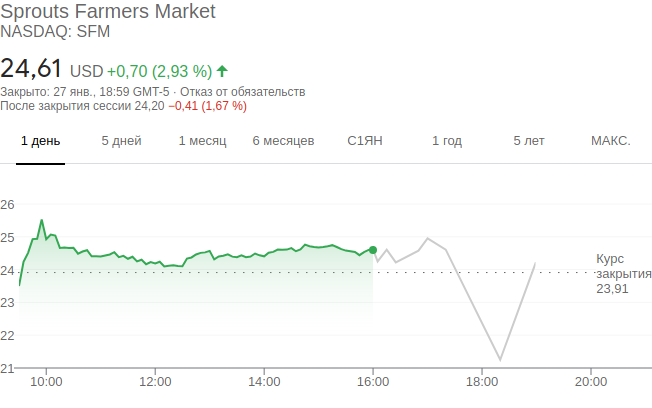 Sprouts Farmers Market
NASDAQ: SFM
24,61 USD +0,70 (2,93 %)
Закрыто: 27 янв., 18:59 GMT-5 · Отказ от обязательств
После закрытия сессии 24,20 −0,41 (1,67 %)
1 день 5 дней 1 месяц 6 месяцев С1ЯН 1 год 5 лет МАКС.
26
25
24
23
22
21
Курс
закрытия
23,91
10:00 12:00 14:00 16:00 18:00 20:00